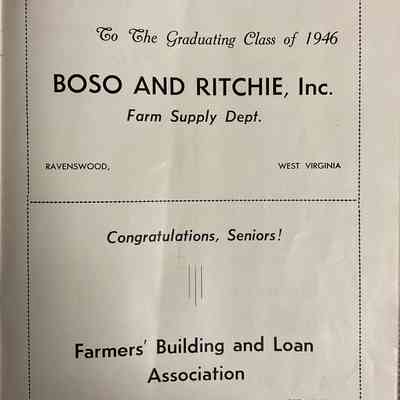 To The Graduating Class of 1946
BOSO AND RITCHIE, Inc.
Farm Supply Dept.
RAVENSWOOD, WEST VIRGINIA
Congratulations, Seniors!
Farmers' Building and Loan
Association